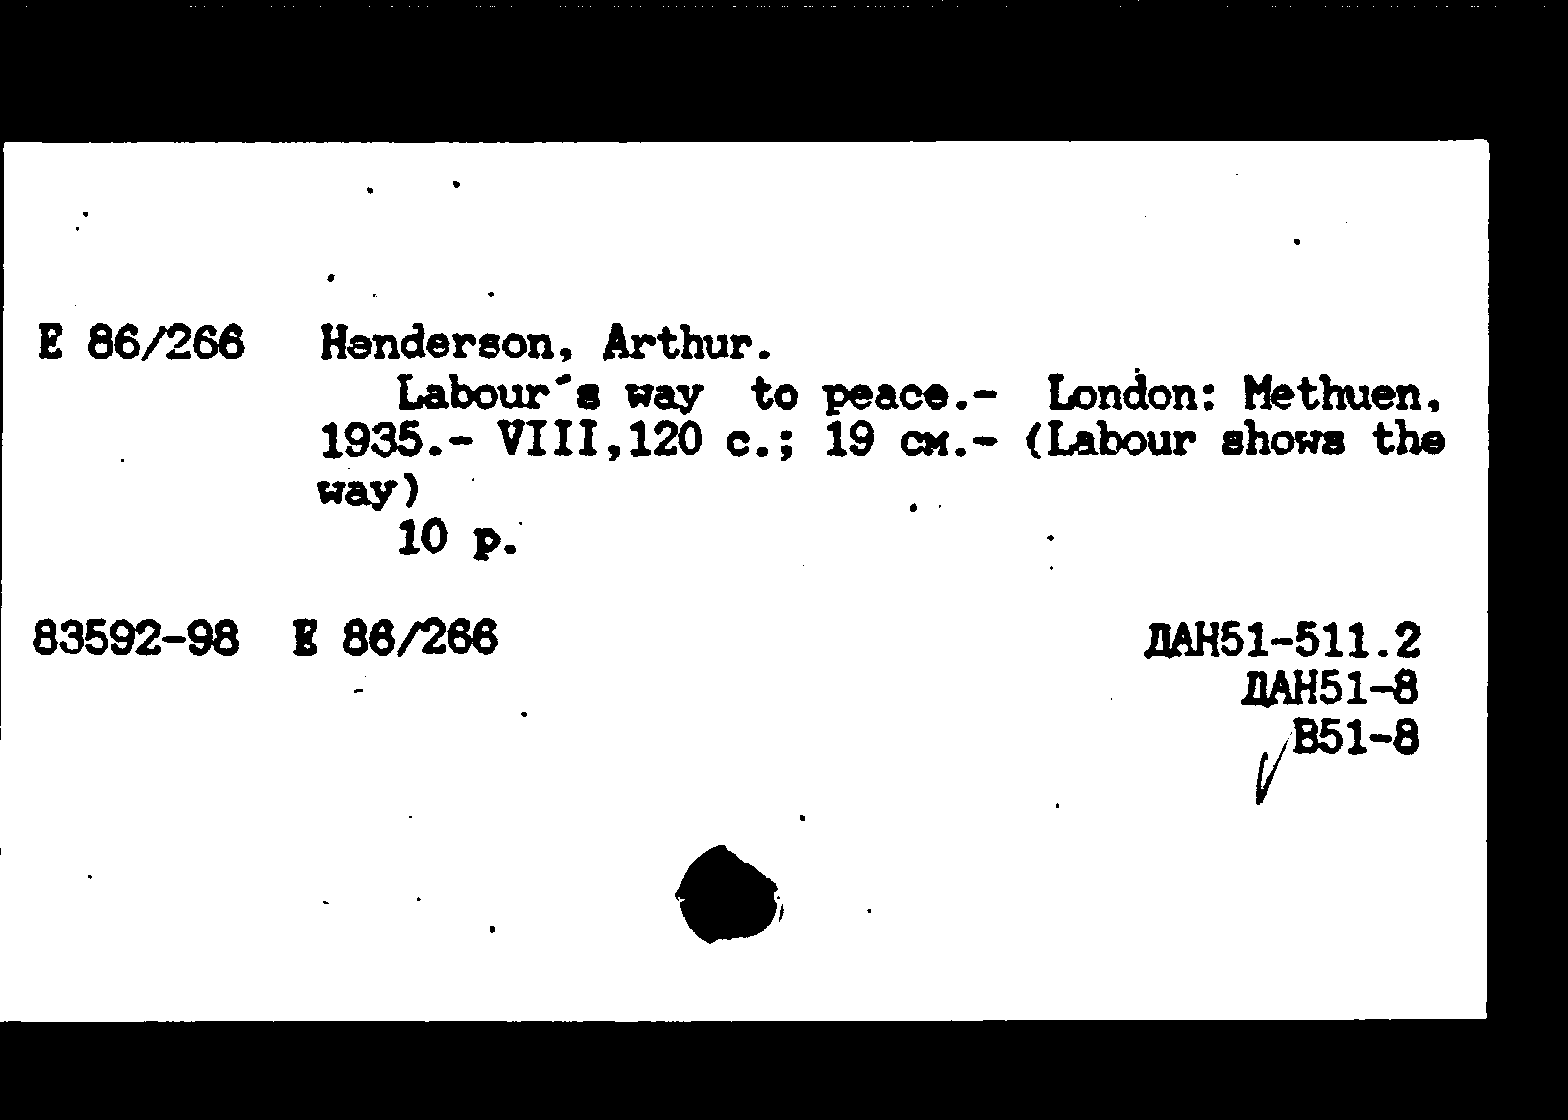 E 86/266 Henderson, Arthur.
Labour's way to peace.- London: Methuen,
1935.- VIII,120 с.; 19 см.- (Labour shows the
way)
10 р.
83592-98 E 86/266 ДАН51-511.2
ДАН51-8
В51-8